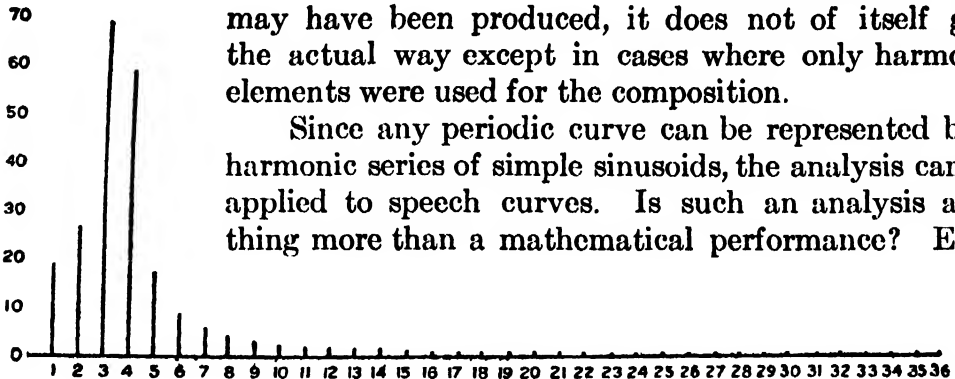 70
60
50
40
30
20
10
0
may have been produced, it does not of itself g
the actual way except in cases where only harmo
elements were used for the composition.
Since any periodic curve can be represented b
harmonic series of simple sinusoids, the analysis can
applied to speech curves. Is such an analysis a
thing more than a mathematical performance? E
1 2 3 4 5 6 7 8 9 10 11 12 13 14 15 16 17 18 19 20 21 22 23 24 25 26 27 28 29 30 31 32 33 34 35 36